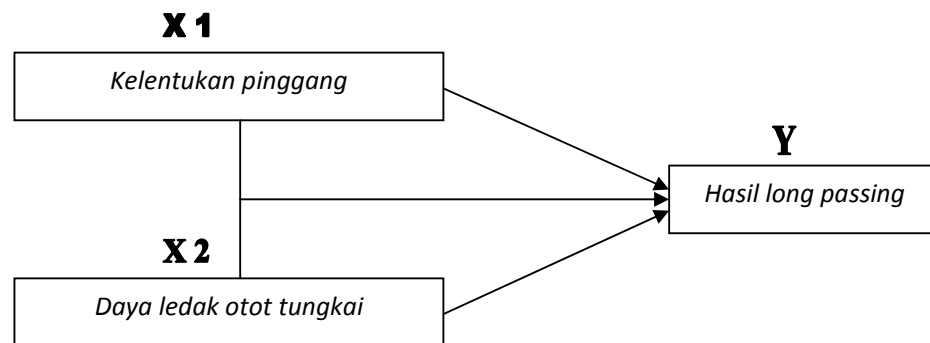 X 1
Kelentukan pinggang
Y
Hasil long passing
X 2
Daya ledak otot tungkai